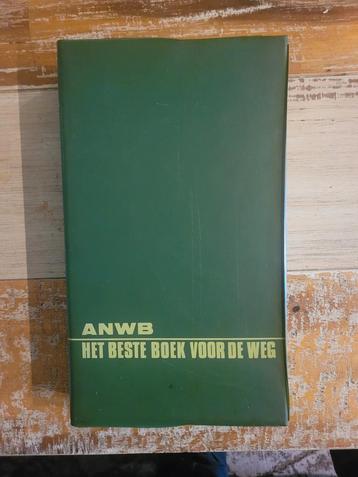 ANWB
HET BESTE BOEK VOOR DE WEG